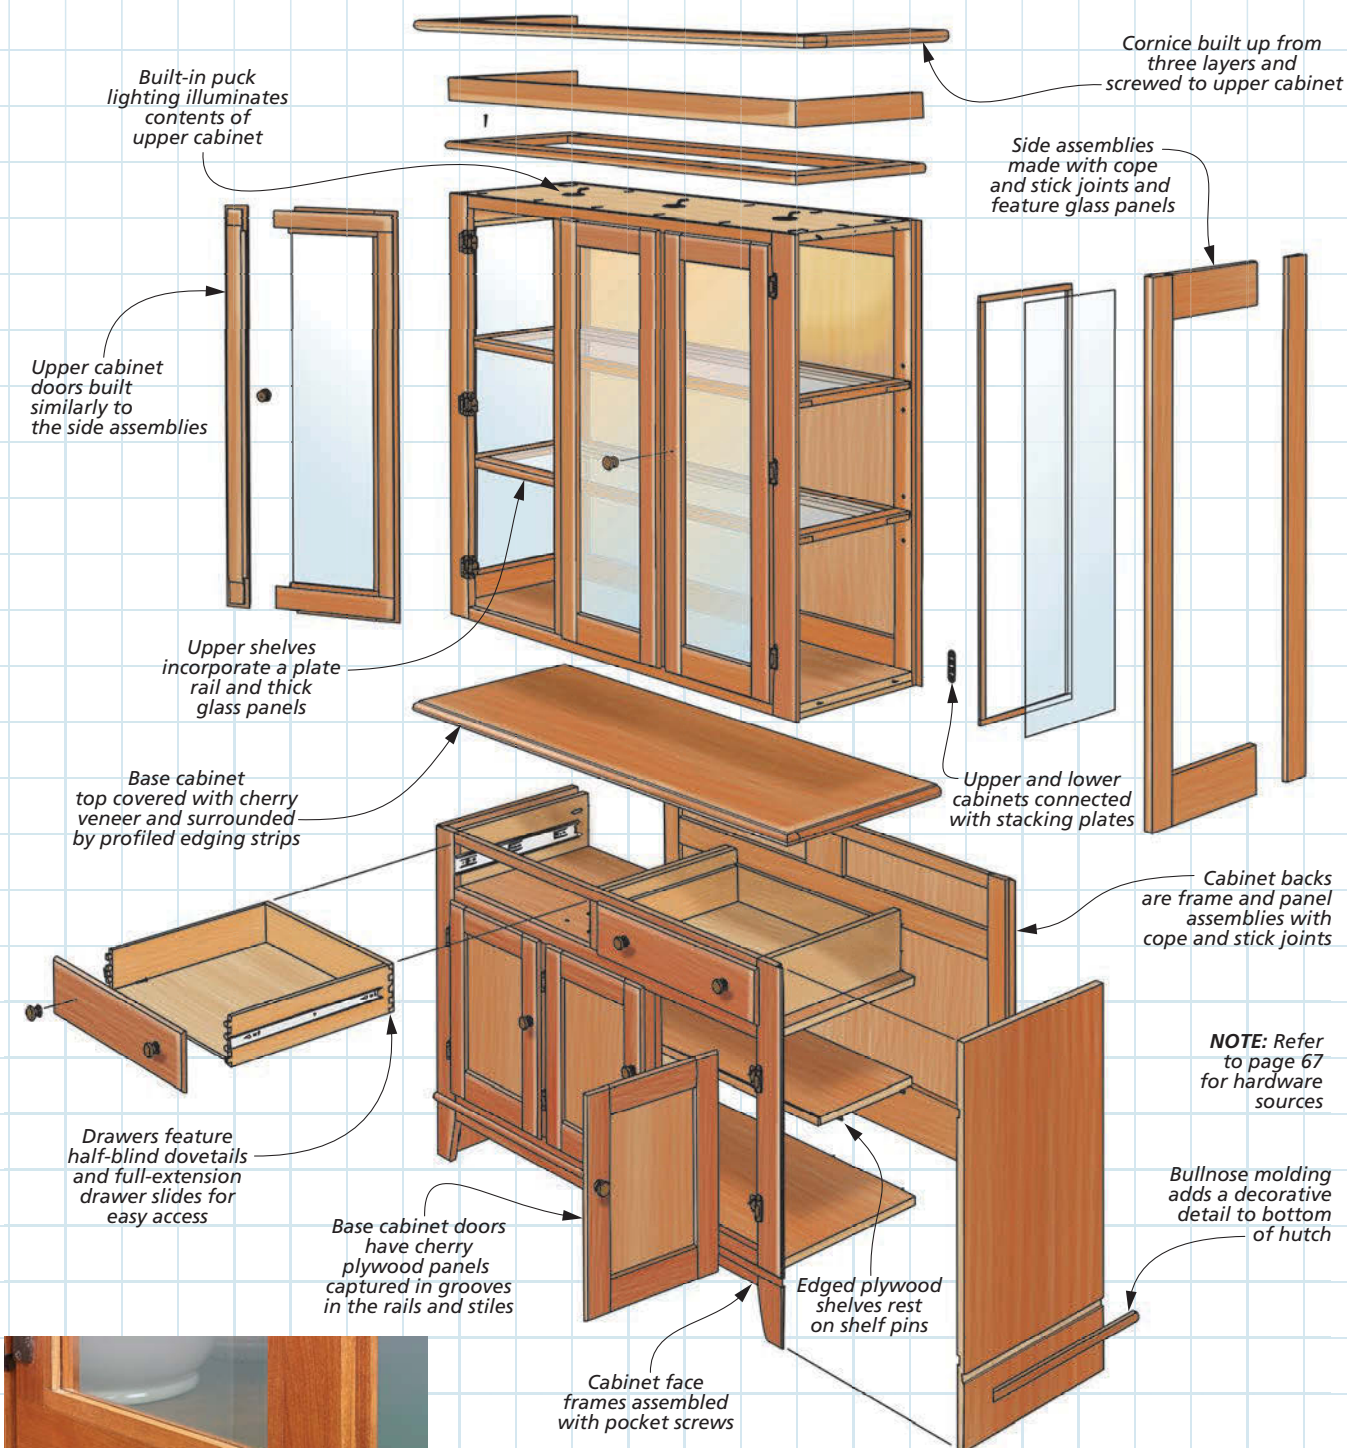 Cornice built up from
three layers and
screwed to upper cabinet
Built-in puck
lighting illuminates
contents of
upper cabinet
Side assemblies
made with cope
and stick joints and
feature glass panels
Upper cabinet
doors built
similarly to
the side assemblies
Upper shelves
incorporate a plate
rail and thick
glass panels
Base cabinet
top covered with cherry
veneer and surrounded
by profiled edging strips
Upper and lower
cabinets connected
with stacking plates
Cabinet backs
are frame and panel
assemblies with
cope and stick joints
NOTE: Refer
to page 67
for hardware
sources
Drawers feature
half-blind dovetails
and full-extension
drawer slides for
easy access
Bullnose molding
adds a decorative
detail to bottom
of hutch
Base cabinet doors
have cherry
plywood panels
captured in grooves
in the rails and stiles
Edged plywood
shelves rest
on shelf pins
Cabinet face
frames assembled
with pocket screws